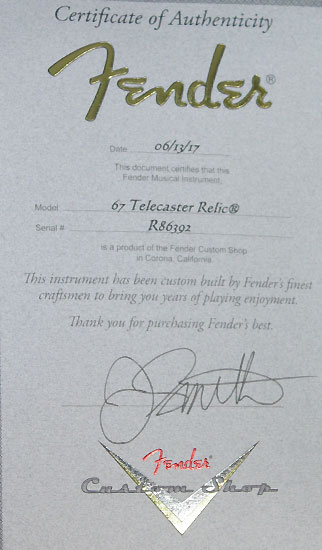 Certificate of Authenticity
Fender®
Date 06/13/17
This document certifies that this
Fender Musical Instrument,
Model 67 Telecaster Relic®
Serial # R86392
is a product of the Fender Custom Shop
in Corona, California.
This instrument has been custom built by Fender's finest
craftsmen to bring you years of playing enjoyment.
Thank you for purchasing Fender's best.
Fender®
Custom Shop